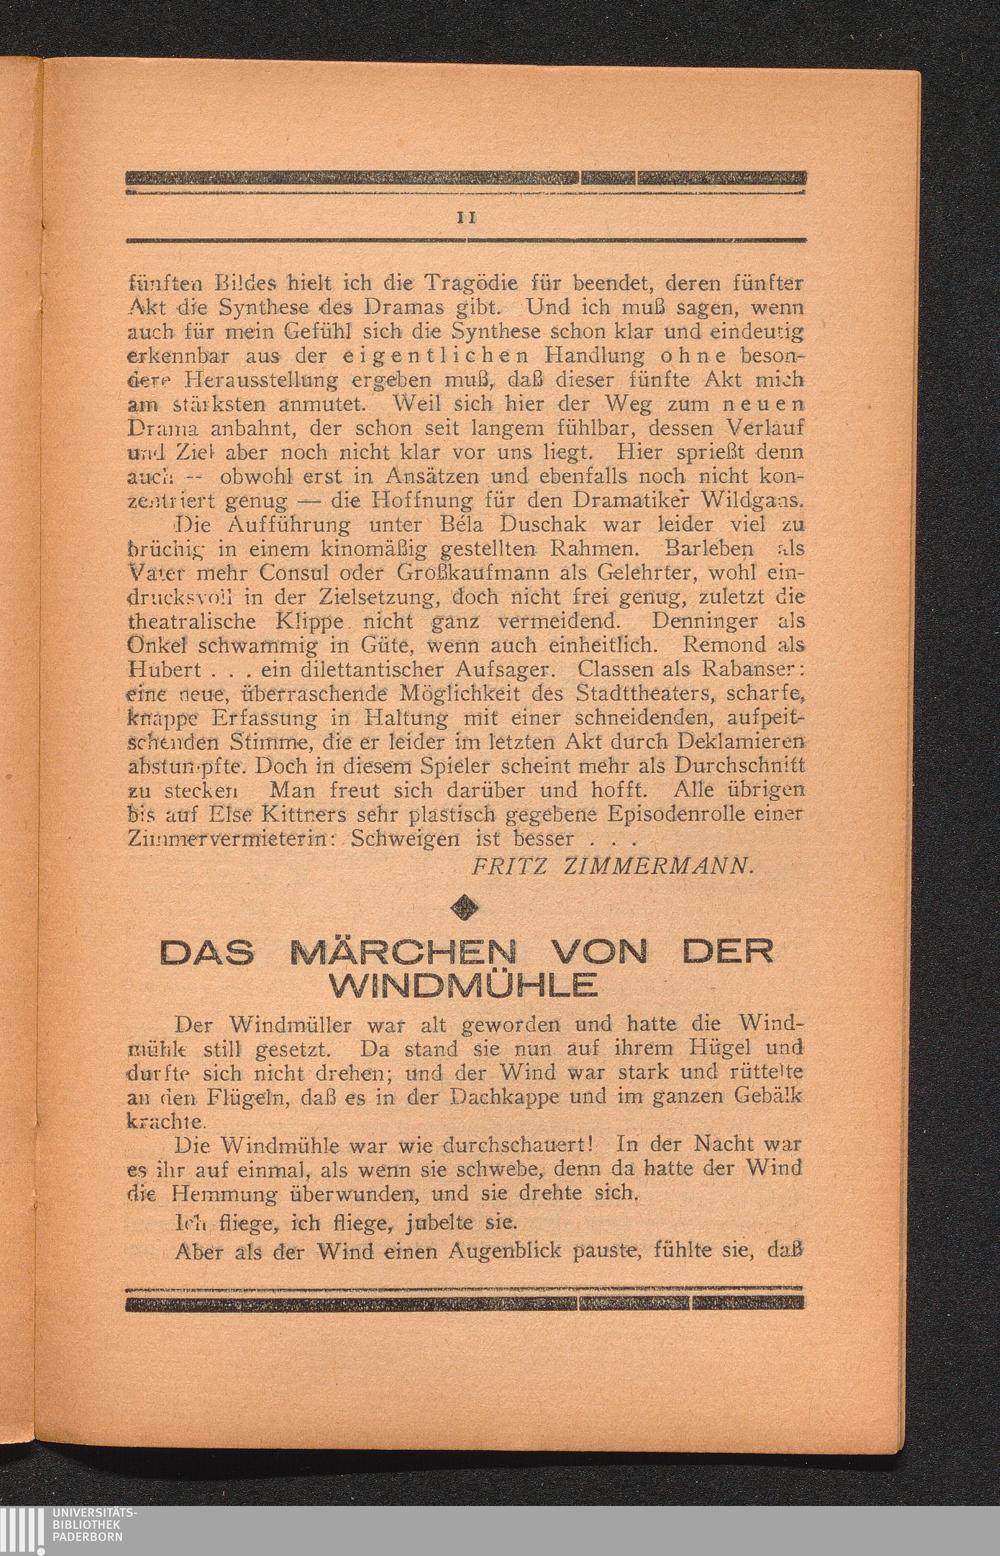 11
fünften Bildes hielt ich die Tragödie für beendet, deren fünfter
Akt die Synthese des Dramas gibt. Und ich muß sagen, wenn
auch für mein Gefühl sich die Synthese schon klar und eindeutig
erkennbar aus der eigentlichen Handlung ohne beson-
dere Herausstellung ergeben muß, daß dieser fünfte Akt mich
am stärksten anmutet. Weil sich hier der Weg zum neuen
Drama anbahnt, der schon seit langem fühlbar, dessen Verlauf
und Ziel aber noch nicht klar vor uns liegt. Hier sprießt denn
auch -- obwohl erst in Ansätzen und ebenfalls noch nicht kon-
zentriert genug — die Hoffnung für den Dramatiker Wildgans.
Die Aufführung unter Béla Duschak war leider viel zu
brüchig in einem kinomäßig gestellten Rahmen. Barleben als
Vater mehr Consul oder Großkaufmann als Gelehrter, wohl ein-
drucksvoll in der Zielsetzung, doch nicht frei genug, zuletzt die
theatralische Klippe nicht ganz vermeidend. Denninger als
Onkel schwammig in Güte, wenn auch einheitlich. Remond als
Hubert . . . ein dilettantischer Aufsager. Classen als Rabanser:
eine neue, überraschende Möglichkeit des Stadttheaters, scharfe,
knappe Erfassung in Haltung mit einer schneidenden, aufpeit-
schenden Stimme, die er leider im letzten Akt durch Deklamieren
abstumpfte. Doch in diesem Spieler scheint mehr als Durchschnitt
zu stecken Man freut sich darüber und hofft. Alle übrigen
bis auf Else Kittners sehr plastisch gegebene Episodenrolle einer
Zimmervermieterin: Schweigen ist besser . . .
FRITZ ZIMMERMANN.
DAS MÄRCHEN VON DER
WINDMÜHLE
Der Windmüller war alt geworden und hatte die Wind-
mühle still gesetzt. Da stand sie nun auf ihrem Hügel und
durfte sich nicht drehen; und der Wind war stark und rüttelte
an den Flügeln, daß es in der Dachkappe und im ganzen Gebälk
krachte.
Die Windmühle war wie durchschauert! In der Nacht war
es ihr auf einmal, als wenn sie schwebe, denn da hatte der Wind
die Hemmung überwunden, und sie drehte sich.
Ich fliege, ich fliege, jubelte sie.
Aber als der Wind einen Augenblick pauste, fühlte sie, daß
UNIVERSITÄTS-
BIBLIOTHEK
PADERBORN